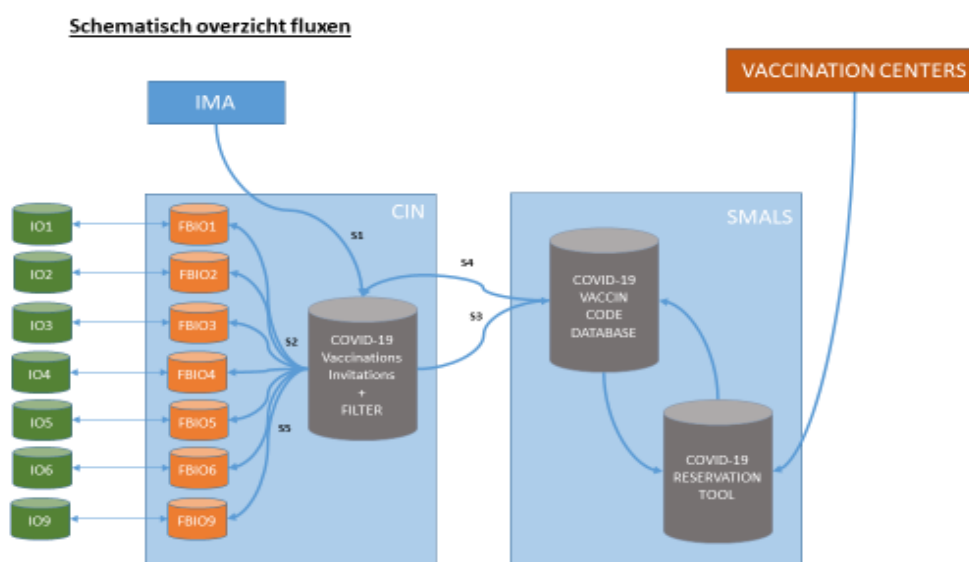 Schematisch overzicht fluxen
VACCINATION CENTERS
IMA
CIN
SMALS
IO1
FBIO1
S1
IO2
FBIO2
S4
COVID-19
VACCIN
CODE
DATABASE
IO3
FBIO3
S2
COVID-19
Vaccinations
Invitations
+
FILTER
S3
IO4
FBIO4
IO5
FBIO5
S5
IO6
FBIO6
COVID-19
RESERVATION
TOOL
IO9
FBIO9